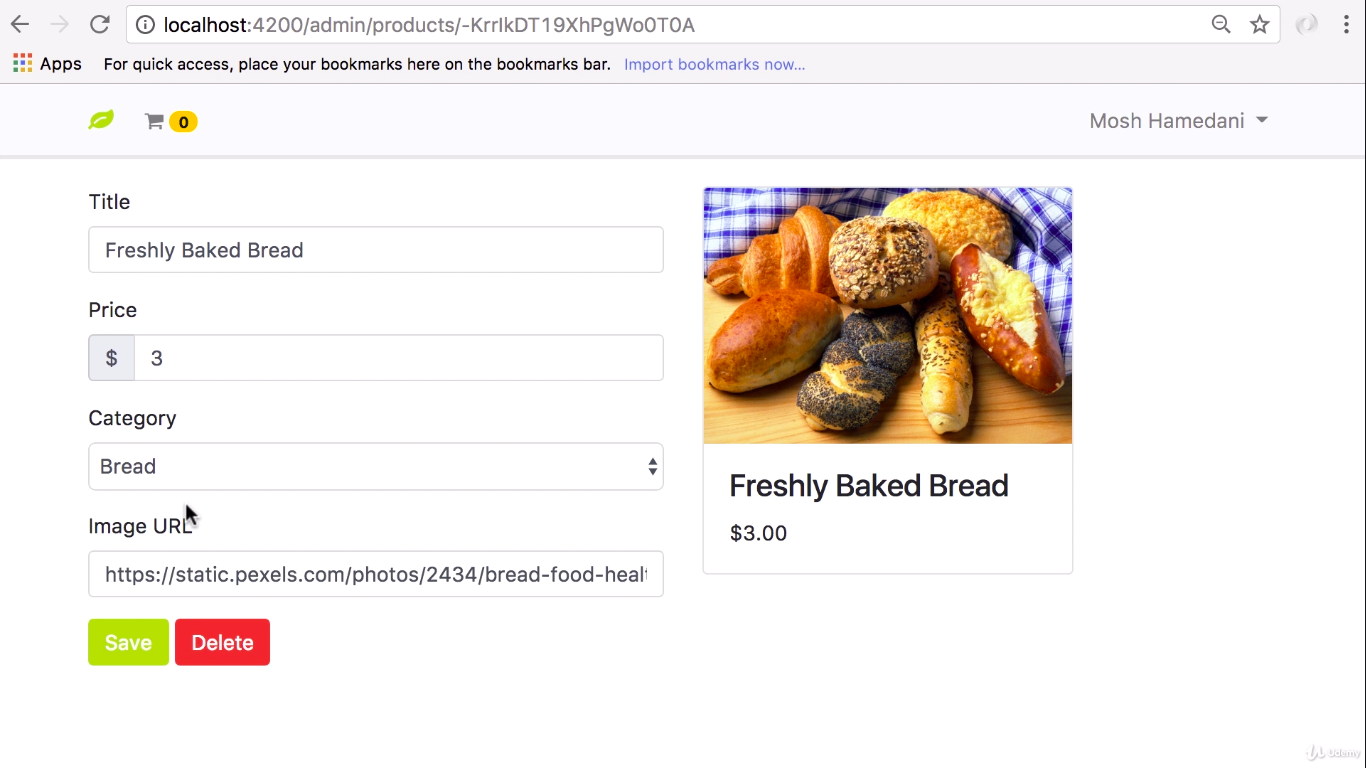 localhost:4200/admin/products/-KrrIkDT19XhPgWo0T0A
Apps For quick access, place your bookmarks here on the bookmarks bar. Import bookmarks now...
0 Mosh Hamedani
Title
Freshly Baked Bread
Price
$ 3
Category
Bread
Image URL
https://static.pexels.com/photos/2434/bread-food-healt
Save Delete
Freshly Baked Bread
$3.00
Udemy